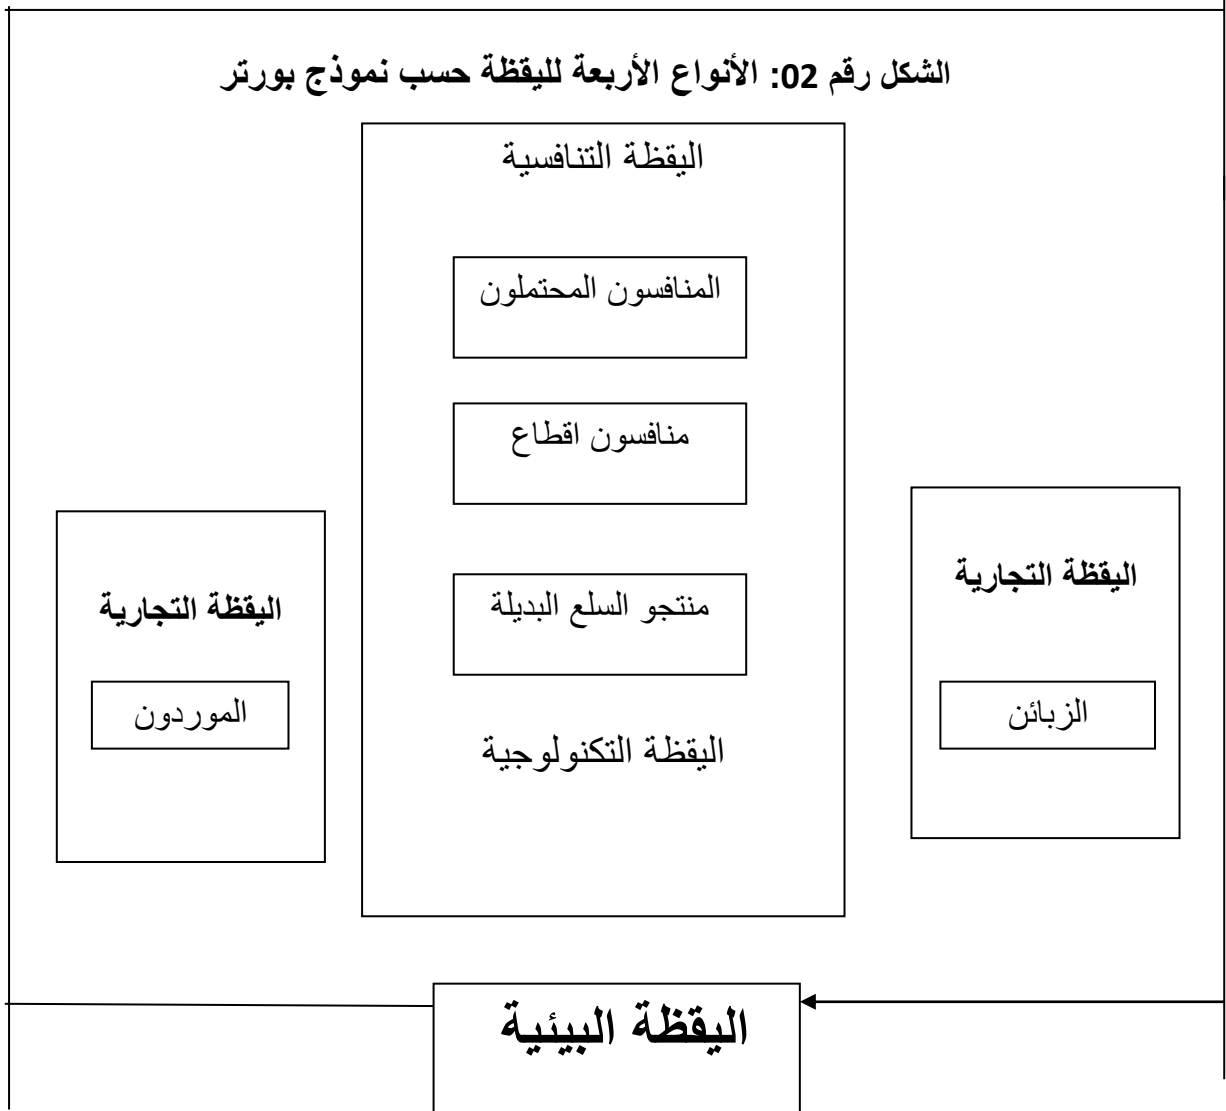 الشكل رقم 02: الأنواع الأربعة لليقظة حسب نموذج بورتر
اليقظة التنافسية
المنافسون المحتملون
منافسون اقطاع
منتجو السلع البديلة
اليقظة التكنولوجية
اليقظة التجارية
الزبائن
اليقظة التجارية
الموردون
اليقظة البيئية